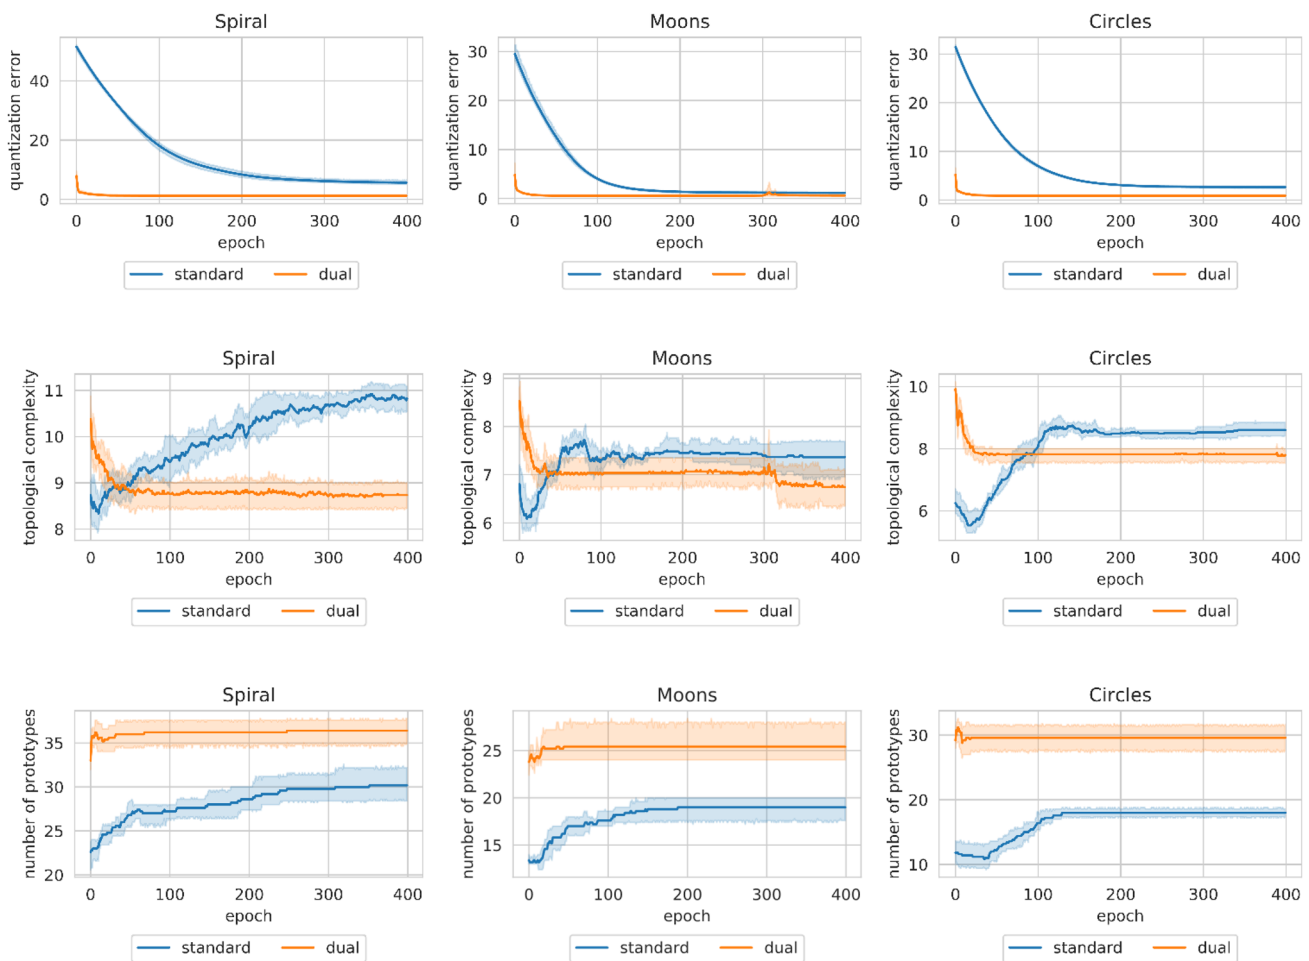 Spiral
Moons
Circles
quantization error
40
20
0
0 100 200 300 400
epoch
standard dual
quantization error
30
20
10
0
0 100 200 300 400
epoch
standard dual
quantization error
30
20
10
0
0 100 200 300 400
epoch
standard dual
Spiral
Moons
Circles
topological complexity
11
10
9
8
0 100 200 300 400
epoch
standard dual
topological complexity
9
8
7
6
0 100 200 300 400
epoch
standard dual
topological complexity
10
8
6
0 100 200 300 400
epoch
standard dual
Spiral
Moons
Circles
number of prototypes
35
30
25
20
0 100 200 300 400
epoch
standard dual
number of prototypes
25
20
15
0 100 200 300 400
epoch
standard dual
number of prototypes
30
20
10
0 100 200 300 400
epoch
standard dual